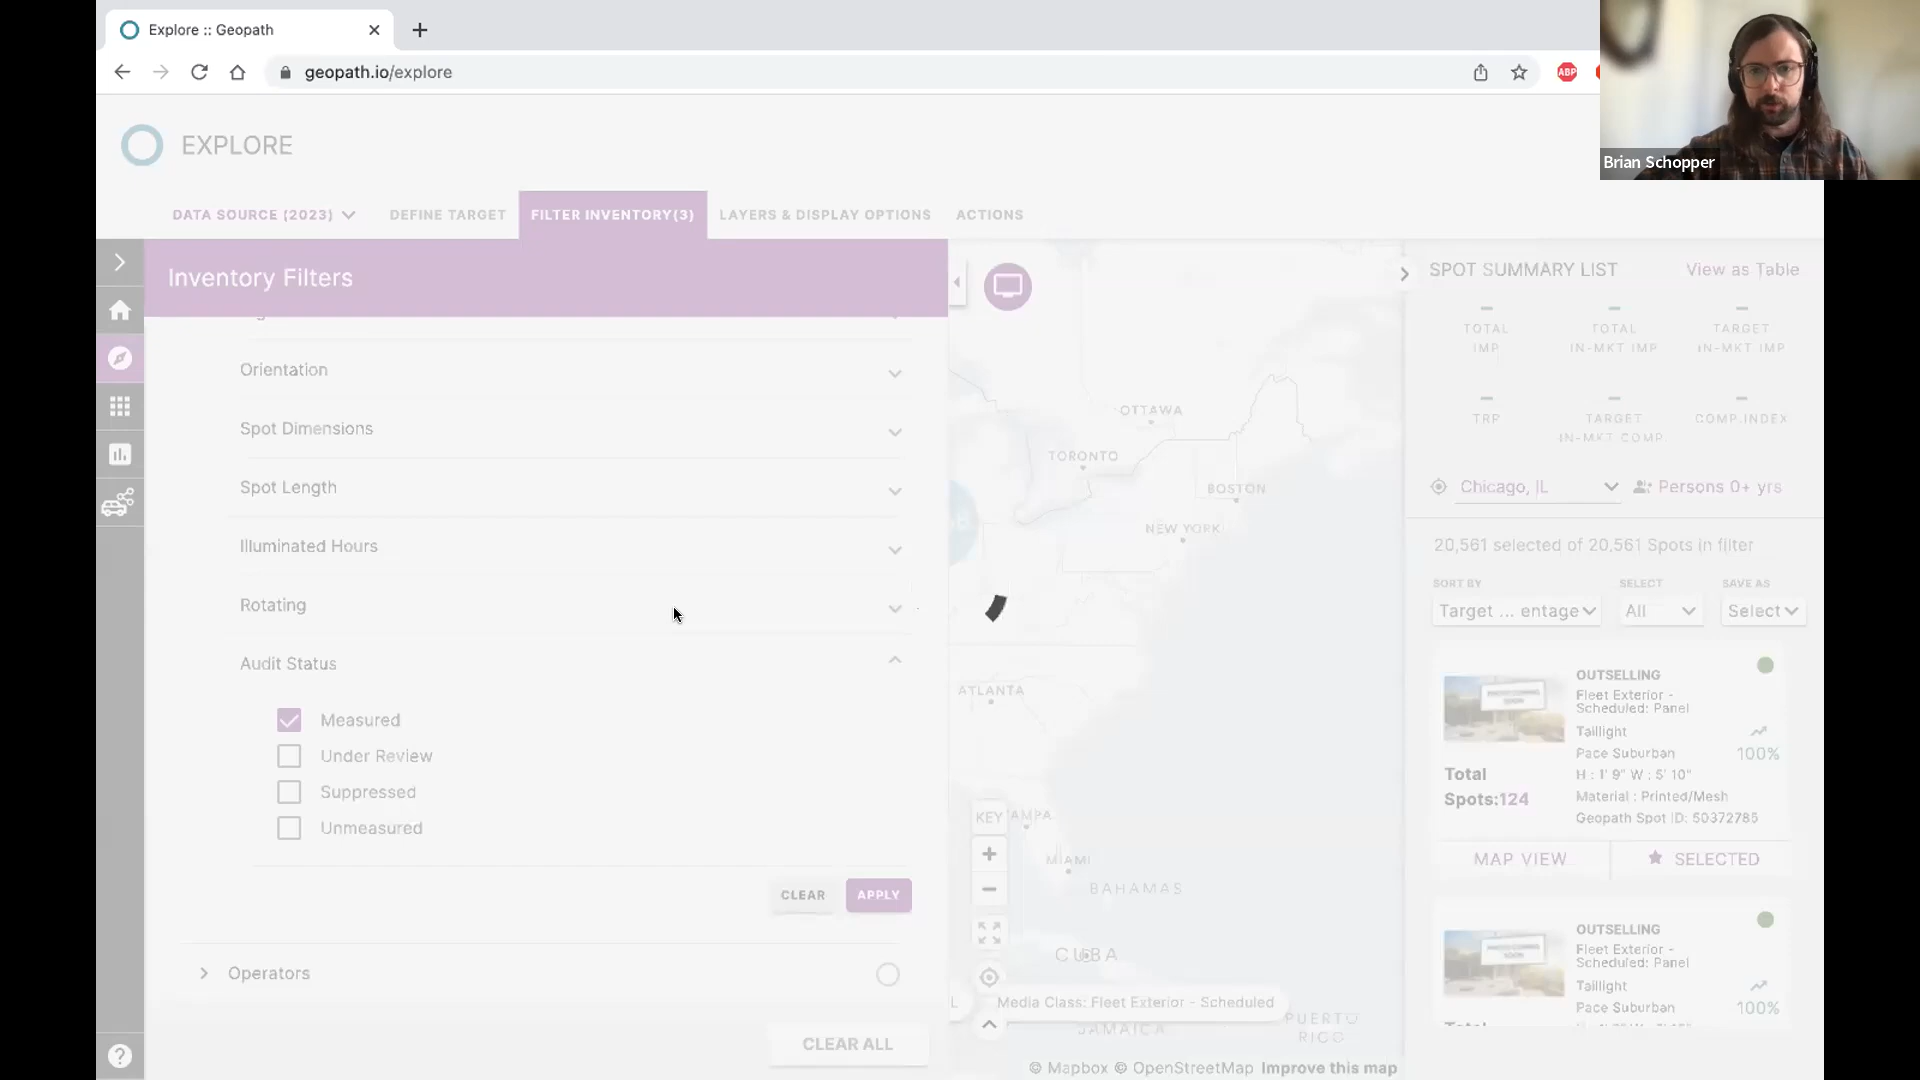 Explore :: Geopath
geopath.io/explore
ABP
Brian Schopper
EXPLORE
DATA SOURCE (2023)
DEFINE TARGET
FILTER INVENTORY(3)
LAYERS & DISPLAY OPTIONS
ACTIONS
Inventory Filters
Orientation
Spot Dimensions
Spot Length
Illuminated Hours
Rotating
Audit Status
Measured
Under Review
Suppressed
Unmeasured
CLEAR
APPLY
Operators
CLEAR ALL
OTTAWA
TORONTO
BOSTON
NEW YORK
ATLANTA
KEY
AMPA
MIAMI
BAHAMAS
CUBA
L
Media Class: Fleet Exterior - Scheduled
JAMAICA
PUERTO
RICO
© Mapbox © OpenStreetMap Improve this map
SPOT SUMMARY LIST
View as Table
TOTAL
IMP
TOTAL
IN-MKT IMP
TARGET
IN-MKT IMP
TRP
TARGET
IN-MKT COMP
COMP.INDEX
Chicago, IL
Persons 0+ yrs
20,561 selected of 20,561 Spots in filter
SORT BY
SELECT
SAVE AS
Target ... entage
All
Select
OUTSELLING
Fleet Exterior -
Scheduled: Panel
Taillight
Pace Suburban
100%
H : 1' 9" W : 5' 10"
Material : Printed/Mesh
Geopath Spot ID: 50372785
Total
Spots:124
MAP VIEW
SELECTED
OUTSELLING
Fleet Exterior -
Scheduled: Panel
Taillight
Pace Suburban
100%